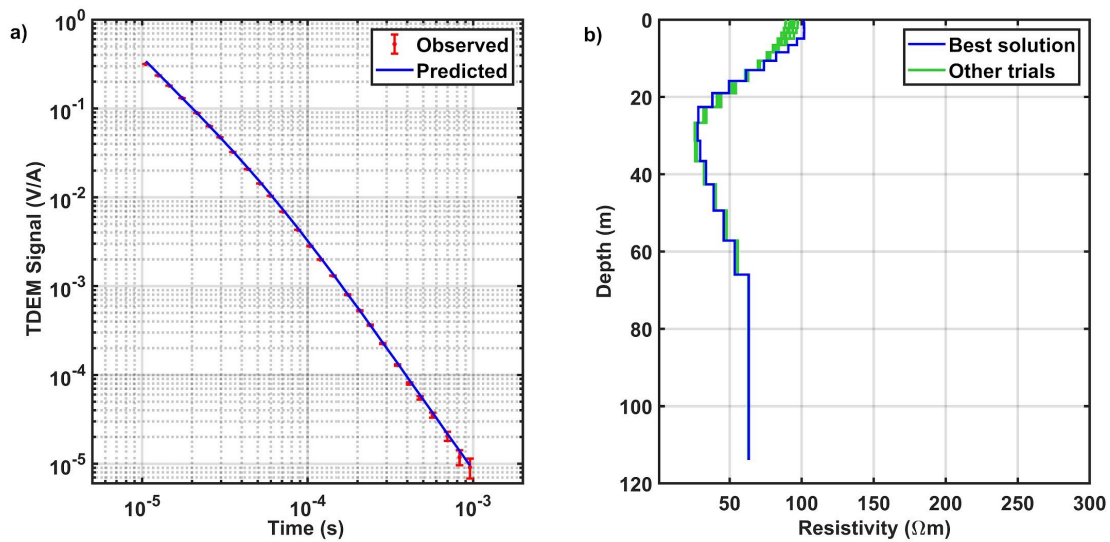 a)
10^0
10^-1
10^-2
10^-3
10^-4
10^-5
TDEM Signal (V/A)
Observed
Predicted
10^-5 10^-4 10^-3
Time (s)
b)
0
20
40
60
80
100
120
Depth (m)
Best solution
Other trials
50 100 150 200 250 300
Resistivity (Ωm)